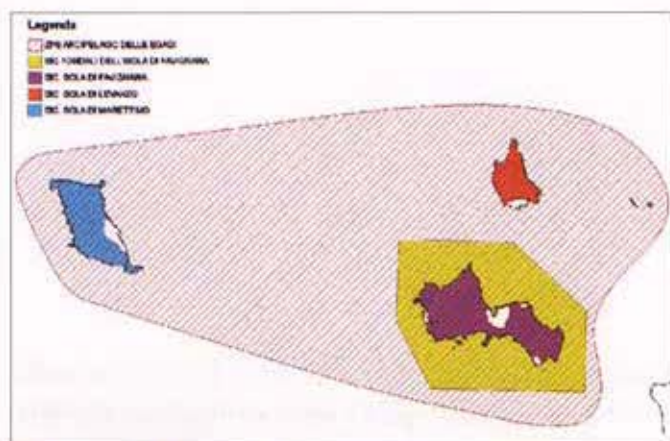 Legenda
ZPS ARCIPELAGO DELLE EGADI
SIC FONDALI DELL'ISOLA DI FAVIGNANA
SIC ISOLA DI FAVIGNANA
SIC ISOLA DI LEVANZO
SIC ISOLA DI MARETTIMO